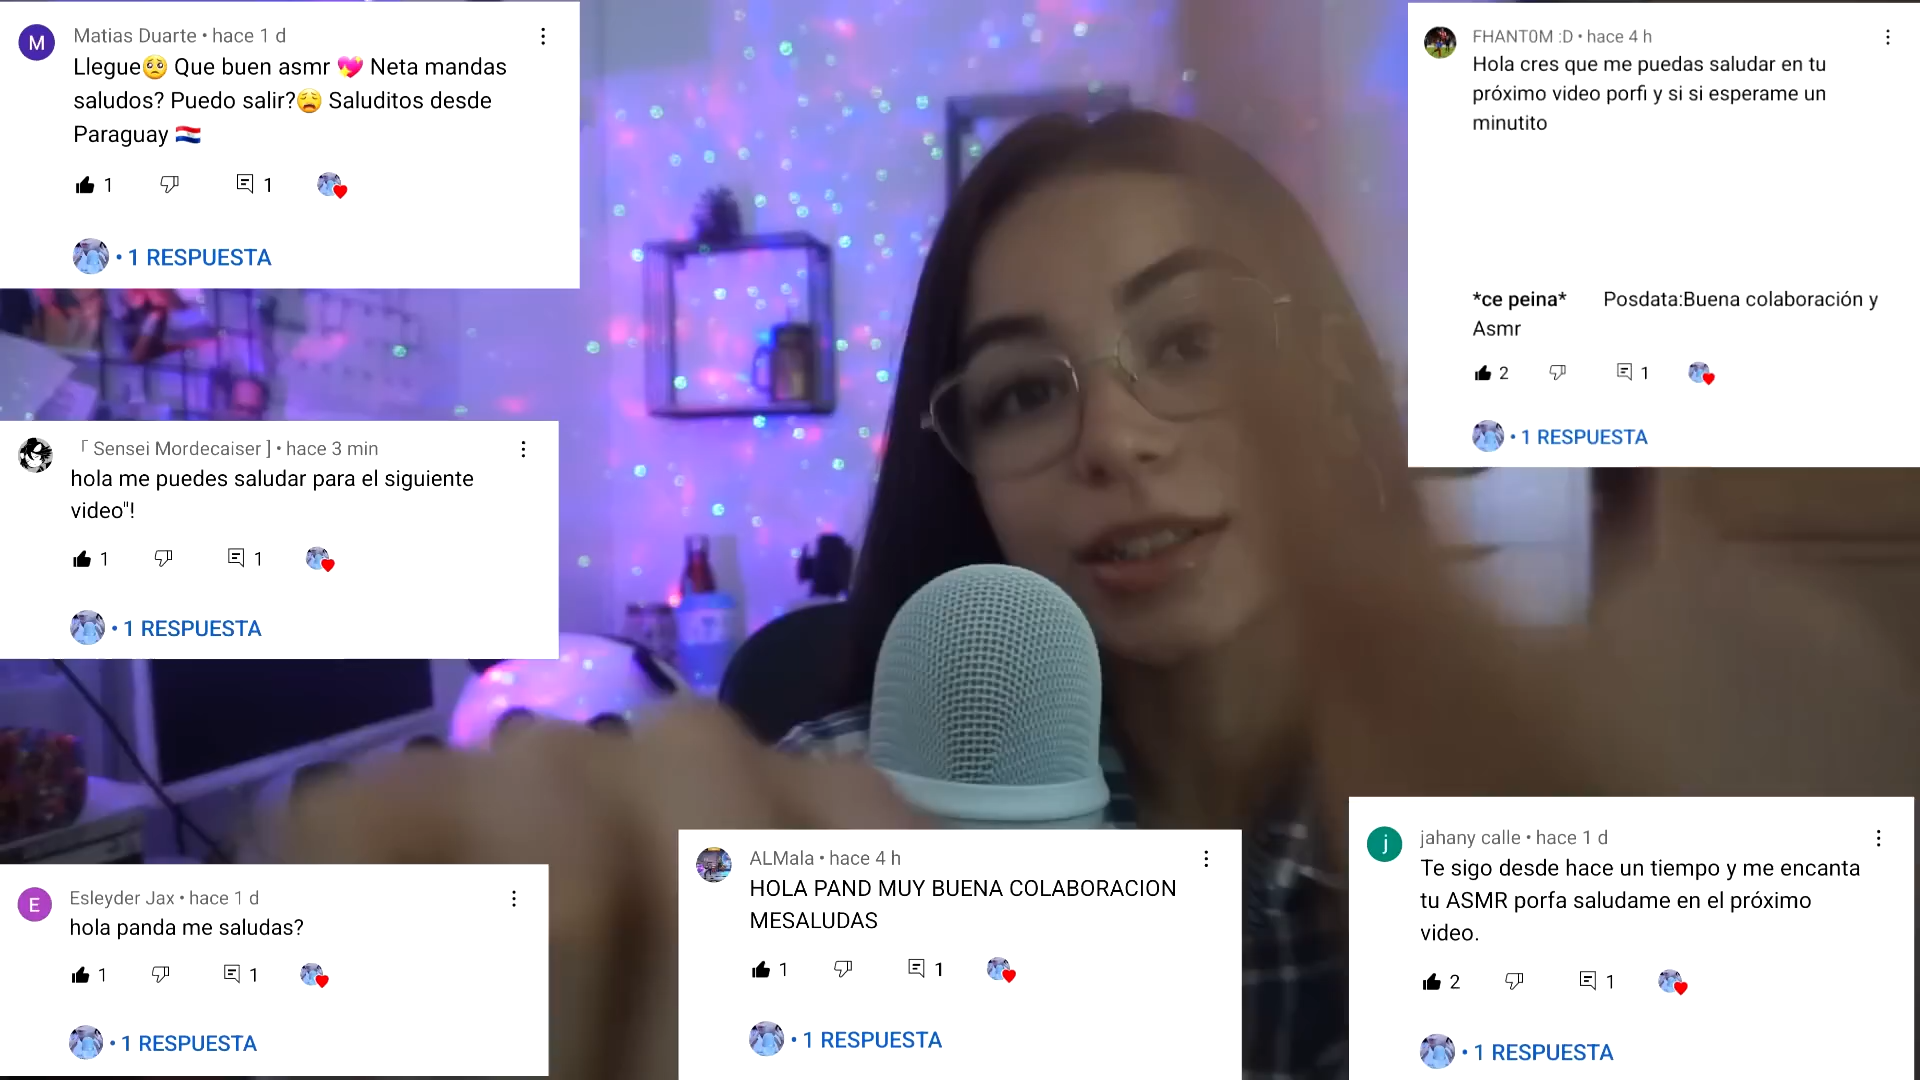 M
Matias Duarte • hace 1 d
Llegue🥺 Que buen asmr 💖 Neta mandas
saludos? Puedo salir?😩 Saluditos desde
Paraguay 🇵🇾
1
1
• 1 RESPUESTA
FHANT0M :D • hace 4 h
Hola cres que me puedas saludar en tu
próximo video porfi y si si esperame un
minutito
*ce peina* Posdata:Buena colaboración y
Asmr
2
1
• 1 RESPUESTA
「 Sensei Mordecaiser ] • hace 3 min
hola me puedes saludar para el siguiente
video"!
1
1
• 1 RESPUESTA
E
Esleyder Jax • hace 1 d
hola panda me saludas?
1
1
• 1 RESPUESTA
ALMala • hace 4 h
HOLA PAND MUY BUENA COLABORACION
MESALUDAS
1
1
• 1 RESPUESTA
j
jahany calle • hace 1 d
Te sigo desde hace un tiempo y me encanta
tu ASMR porfa saludame en el próximo
video.
2
1
• 1 RESPUESTA